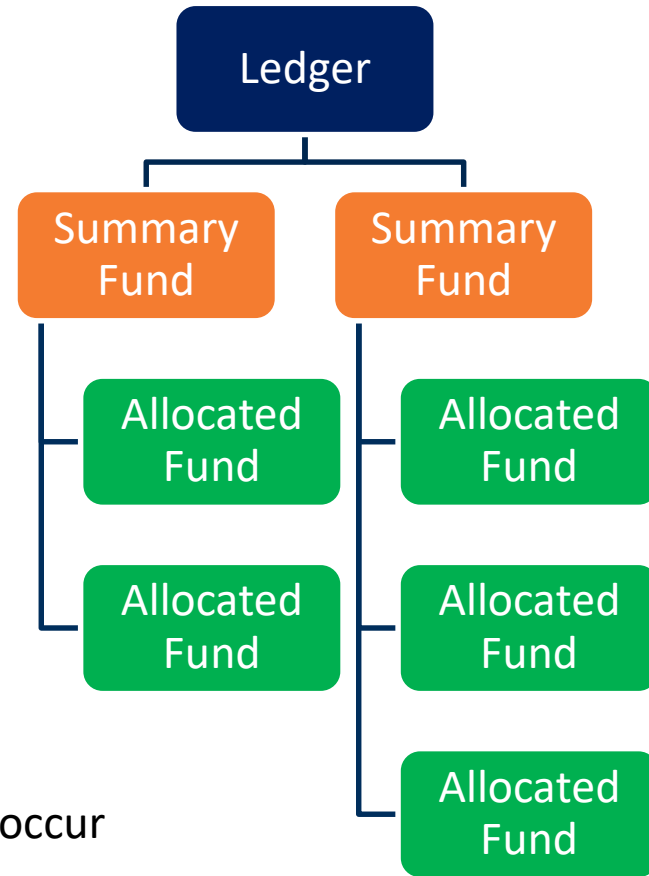 Ledger
Summary
Fund
Summary
Fund
Allocated
Fund
Allocated
Fund
Allocated
Fund
Allocated
Fund
Allocated
Fund
occur